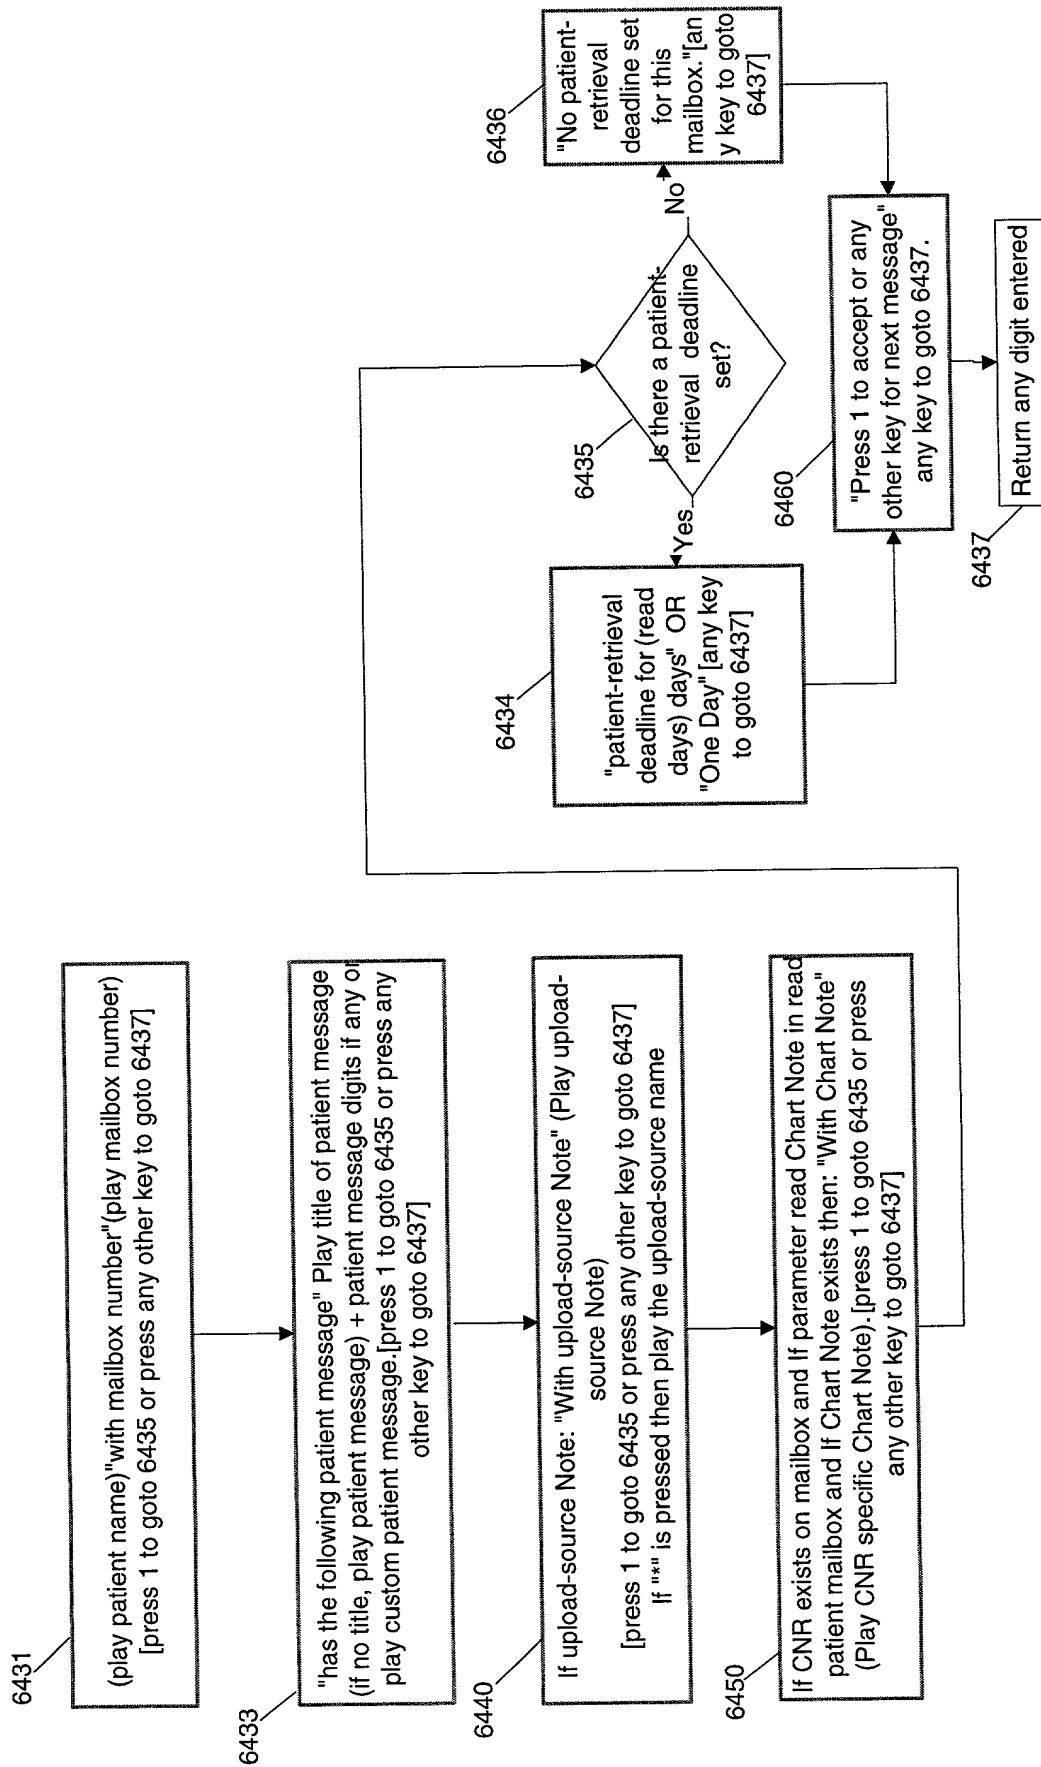 6431
(play patient name)"with mailbox number"(play mailbox number)
[press 1 to goto 6435 or press any other key to goto 6437]
6433
"has the following patient message" Play title of patient message
(if no title, play patient message) + patient message digits if any or
play custom patient message.[press 1 to goto 6435 or press any
other key to goto 6437]
6440
If upload-source Note: "With upload-source Note" (Play upload-
source Note)
[press 1 to goto 6435 or press any other key to goto 6437]
If "*" is pressed then play the upload-source name
6450
If CNR exists on mailbox and If parameter read Chart Note in read
patient mailbox and If Chart Note exists then: "With Chart Note"
(Play CNR specific Chart Note).[press 1 to goto 6435 or press
any other key to goto 6437]
6435
Is there a patient-
retrieval deadline
set?
Yes
No
6434
"patient-retrieval
deadline for (read
days) days" OR
"One Day" [any key
to goto 6437]
6436
"No patient-
retrieval
deadline set
for this
mailbox."[an
y key to goto
6437]
6460
"Press 1 to accept or any
other key for next message"
any key to goto 6437.
6437
Return any digit entered